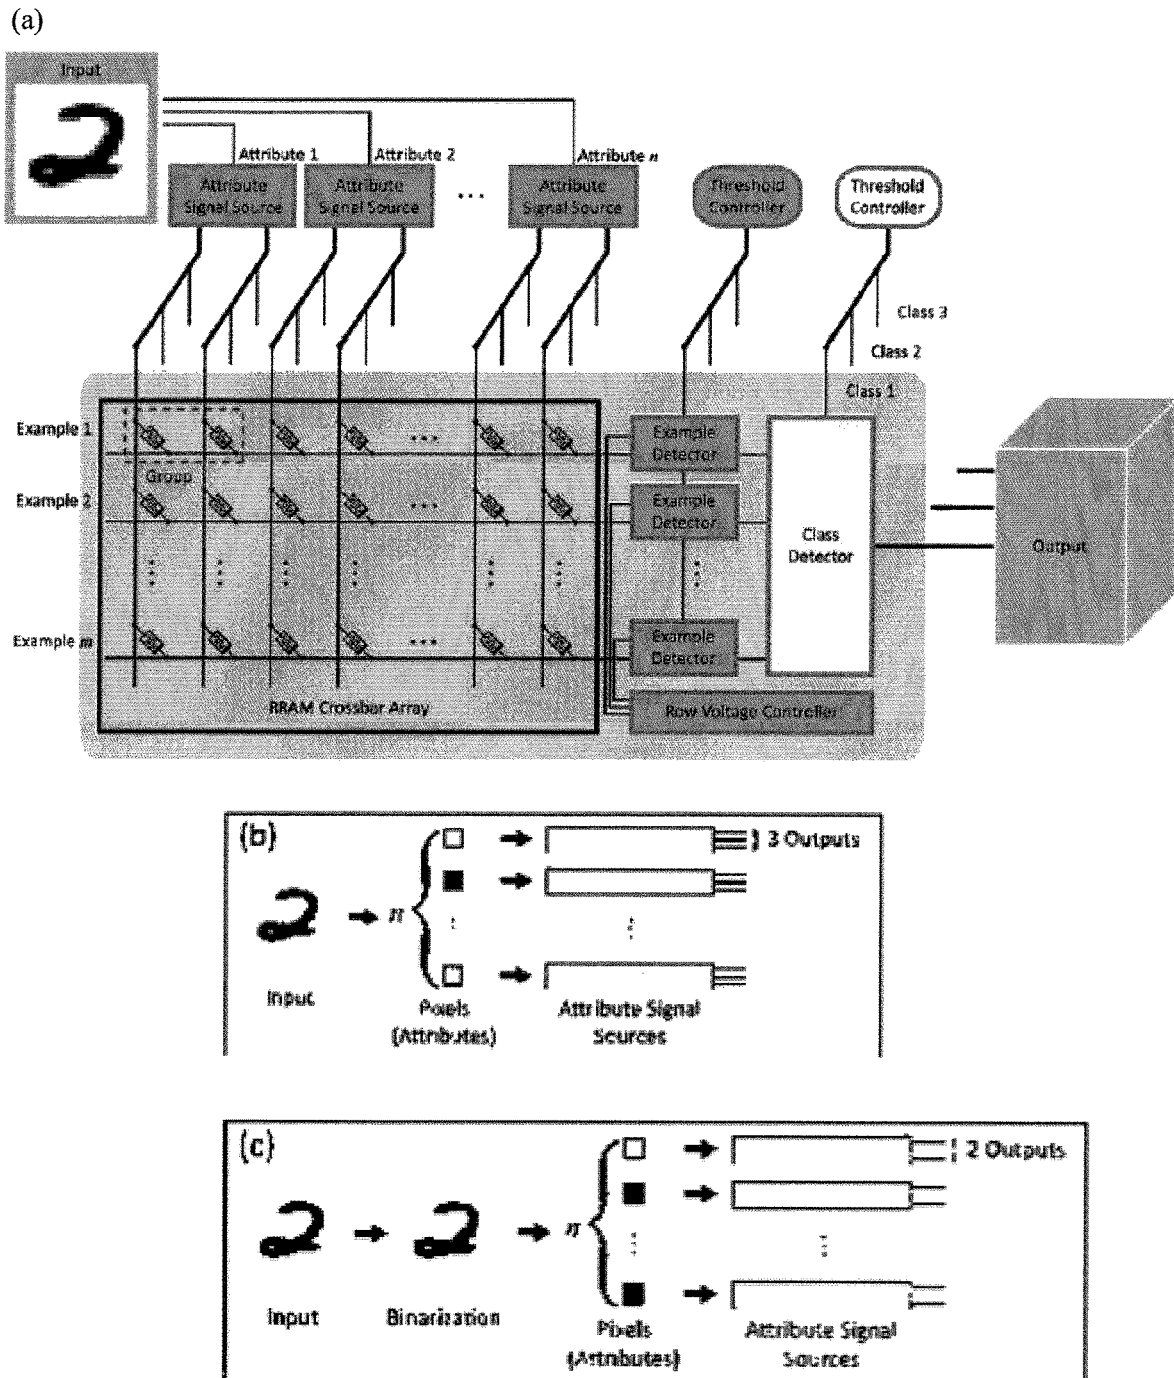 (a)
Input
Attribute 1
Attribute 2
Attribute n
Attribute
Signal Source
Attribute
Signal Source
...
Attribute
Signal Source
Threshold
Controller
Threshold
Controller
Class 3
Class 2
Class 1
Example 1
Group
Example 2
Example m
Example
Detector
Example
Detector
Example
Detector
Class
Detector
Output
RRAM Crossbar Array
Row Voltage Controller
(b)
3 Outputs
n
Input
Pixels
(Attributes)
Attribute Signal
Sources
(c)
2 Outputs
n
Input
Binarization
Pixels
(Attributes)
Attribute Signal
Sources